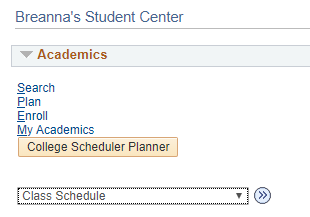 Breanna's Student Center
Academics
Search
Plan
Enroll
My Academics
College Scheduler Planner
Class Schedule